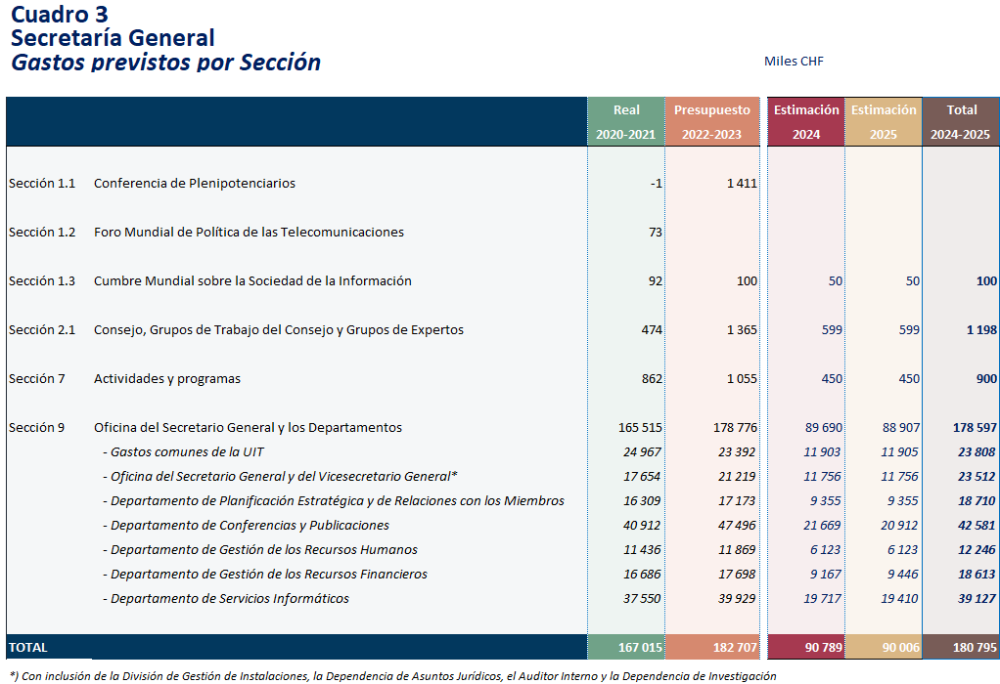 Cuadro 3
Secretaría General
Gastos previstos por Sección
Miles CHF
Real Presupuesto Estimación Estimación Total
2020-2021 2022-2023 2024 2025 2024-2025
Sección 1.1 Conferencia de Plenipotenciarios -1 1 411
Sección 1.2 Foro Mundial de Política de las Telecomunicaciones 73
Sección 1.3 Cumbre Mundial sobre la Sociedad de la Información 92 100 50 50 100
Sección 2.1 Consejo, Grupos de Trabajo del Consejo y Grupos de Expertos 474 1 365 599 599 1 198
Sección 7 Actividades y programas 862 1 055 450 450 900
Sección 9 Oficina del Secretario General y los Departamentos 165 515 178 776 89 690 88 907 178 597
- Gastos comunes de la UIT 24 967 23 392 11 903 11 905 23 808
- Oficina del Secretario General y del Vicesecretario General* 17 654 21 219 11 756 11 756 23 512
- Departamento de Planificación Estratégica y de Relaciones con los Miembros 16 309 17 173 9 355 9 355 18 710
- Departamento de Conferencias y Publicaciones 40 912 47 496 21 669 20 912 42 581
- Departamento de Gestión de los Recursos Humanos 11 436 11 869 6 123 6 123 12 246
- Departamento de Gestión de los Recursos Financieros 16 686 17 698 9 167 9 446 18 613
- Departamento de Servicios Informáticos 37 550 39 929 19 717 19 410 39 127
TOTAL 167 015 182 707 90 789 90 006 180 795
*) Con inclusión de la División de Gestión de Instalaciones, la Dependencia de Asuntos Jurídicos, el Auditor Interno y la Dependencia de Investigación